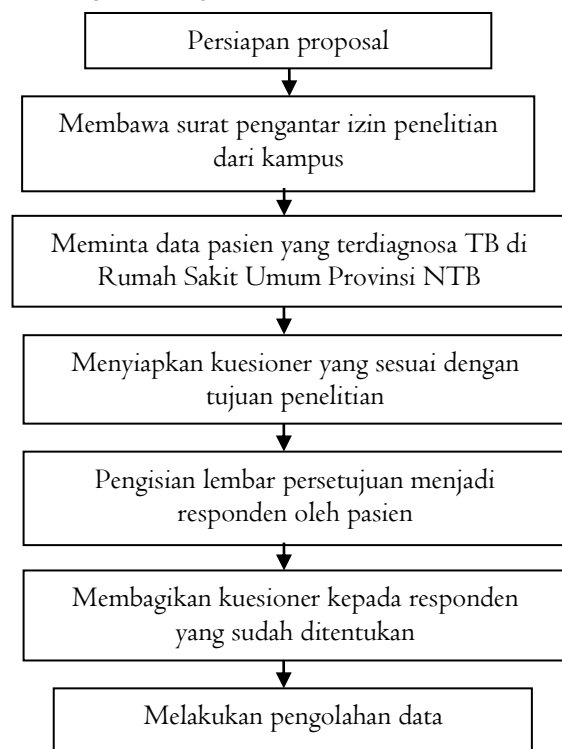 Persiapan proposal
Membawa surat pengantar izin penelitian
dari kampus
Meminta data pasien yang terdiagnosa TB di
Rumah Sakit Umum Provinsi NTB
Menyiapkan kuesioner yang sesuai dengan
tujuan penelitian
Pengisian lembar persetujuan menjadi
responden oleh pasien
Membagikan kuesioner kepada responden
yang sudah ditentukan
Melakukan pengolahan data